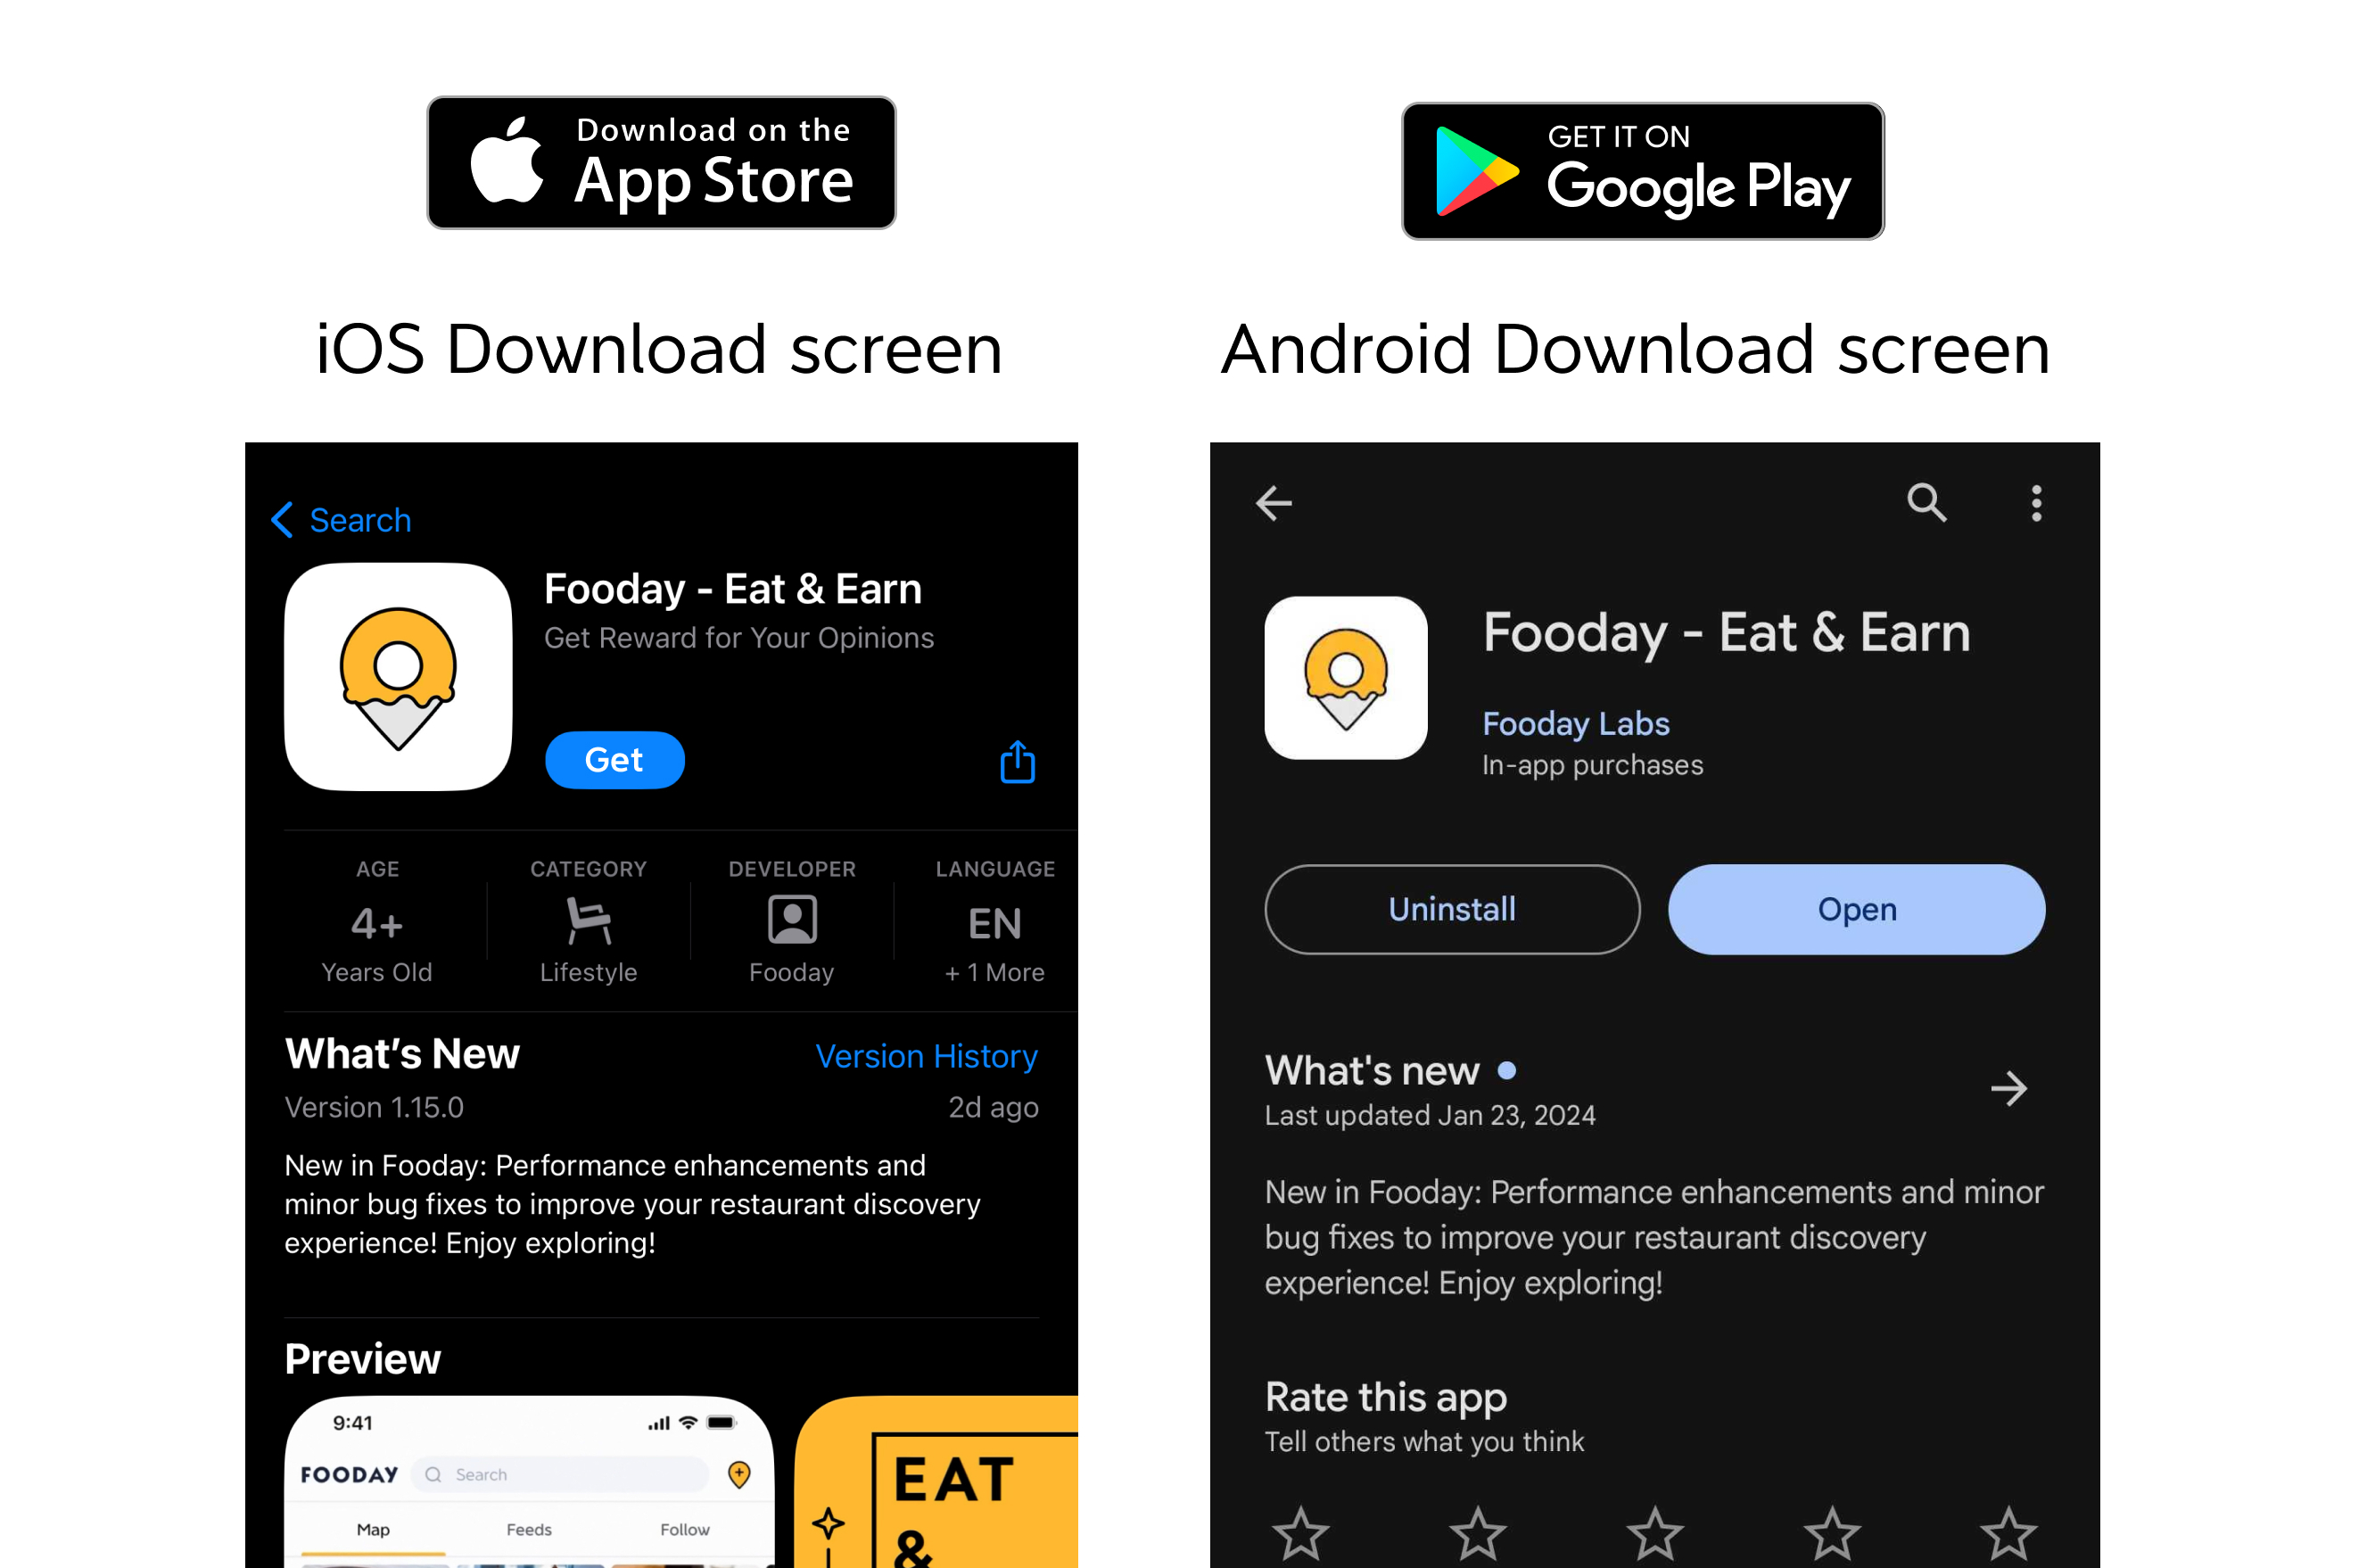 Download on the
App Store
GET IT ON
Google Play
iOS Download screen
Android Download screen
Search
Fooday - Eat & Earn
Get Reward for Your Opinions
Get
AGE
4+
Years Old
CATEGORY
Lifestyle
DEVELOPER
Fooday
LANGUAGE
EN
+ 1 More
What's New
Version History
Version 1.15.0
2d ago
New in Fooday: Performance enhancements and
minor bug fixes to improve your restaurant discovery
experience! Enjoy exploring!
Preview
9:41
FOODAY
Search
Map
Feeds
Follow
EAT
&
Fooday - Eat & Earn
Fooday Labs
In-app purchases
Uninstall
Open
What's new
Last updated Jan 23, 2024
New in Fooday: Performance enhancements and minor
bug fixes to improve your restaurant discovery
experience! Enjoy exploring!
Rate this app
Tell others what you think